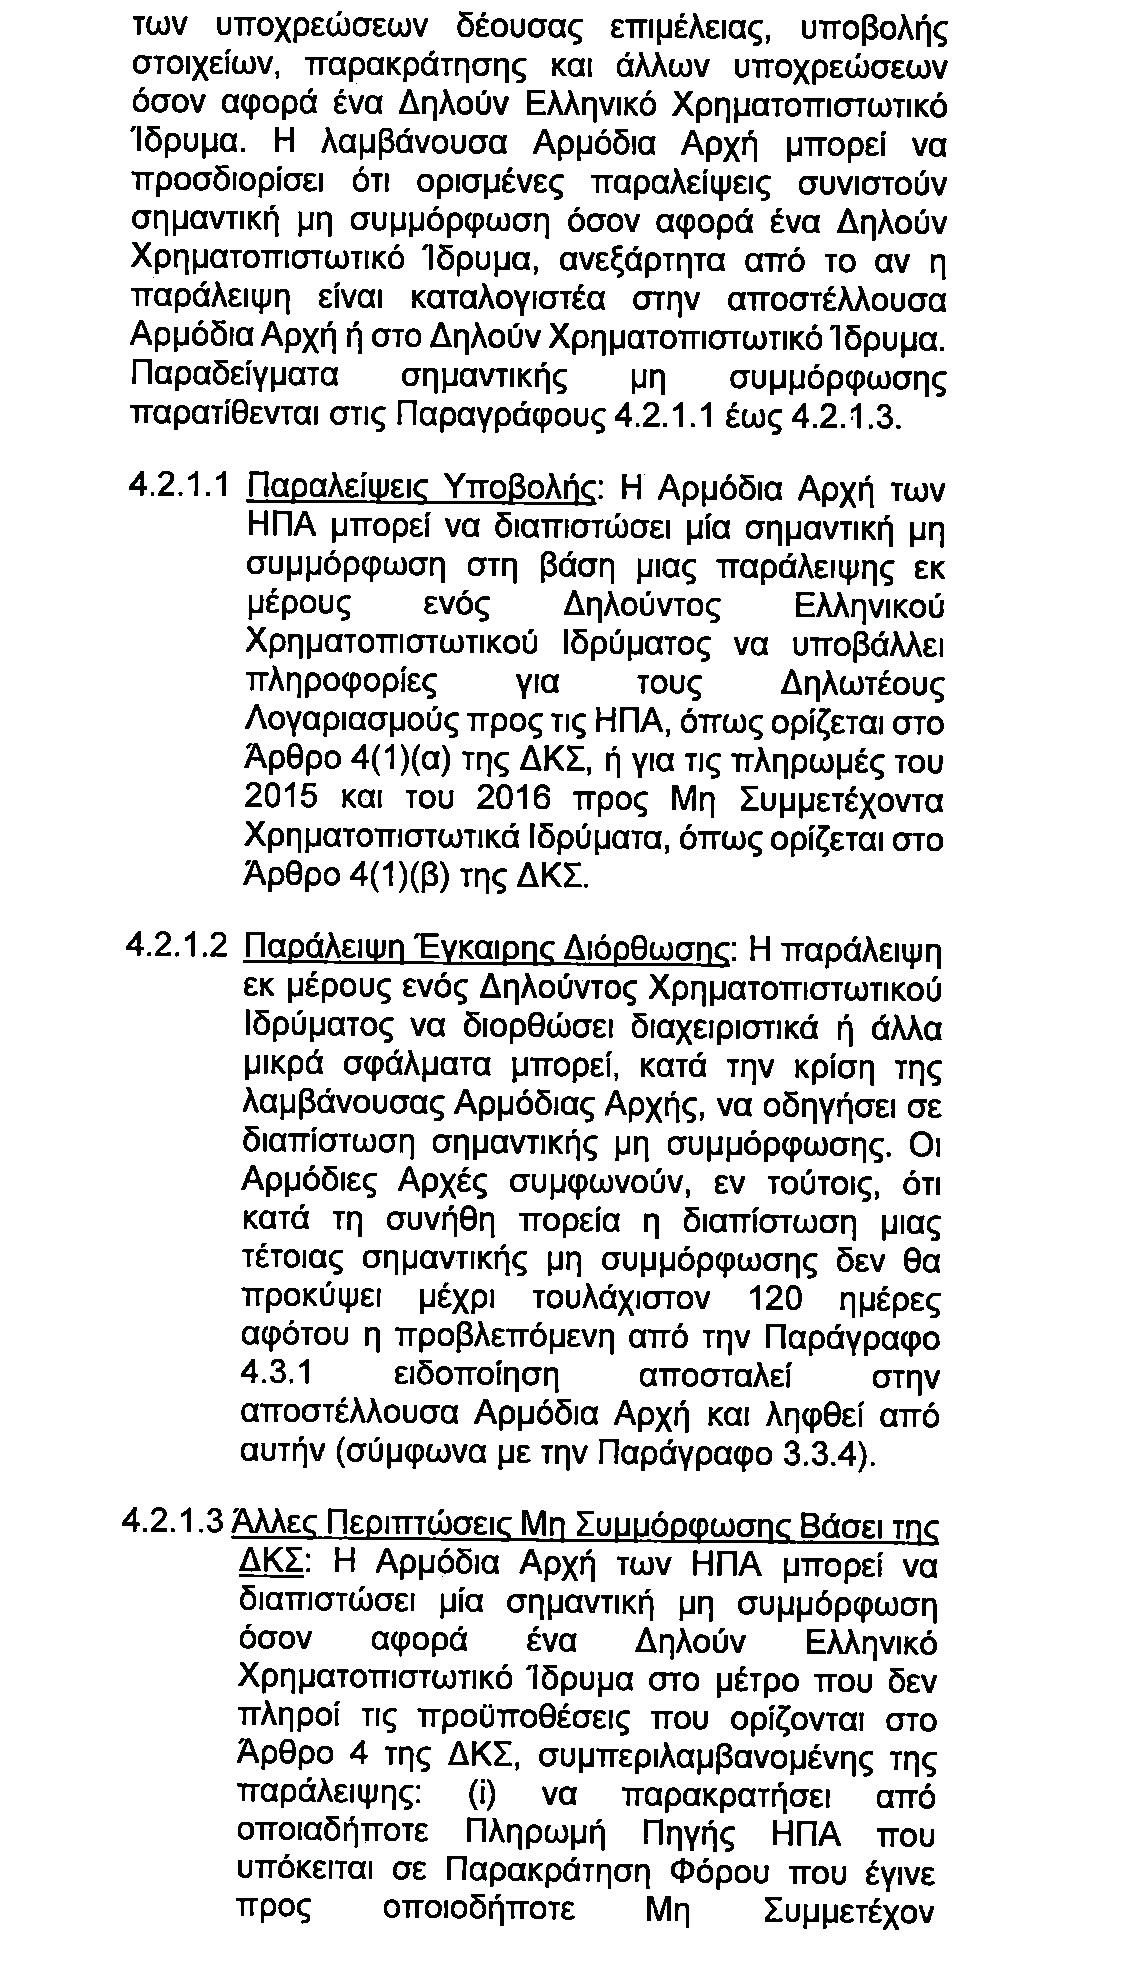 των υποχρεώσεων δέουσας επιμέλειας, υποβολής
στοιχείων, παρακράτησης και άλλων υποχρεώσεων
όσον αφορά ένα Δηλούν Ελληνικό Χρηματοπιστωτικό
Ίδρυμα. Η λαμβάνουσα Αρμόδια Αρχή μπορεί να
προσδιορίσει ότι ορισμένες παραλείψεις συνιστούν
σημαντική μη συμμόρφωση όσον αφορά ένα Δηλούν
Χρηματοπιστωτικό Ίδρυμα, ανεξάρτητα από το αν η
παράλειψη είναι καταλογιστέα στην αποστέλλουσα
Αρμόδια Αρχή ή στο Δηλούν Χρηματοπιστωτικό Ίδρυμα.
Παραδείγματα σημαντικής μη συμμόρφωσης
παρατίθενται στις Παραγράφους 4.2.1.1 έως 4.2.1.3.
4.2.1.1 Παραλείψεις Υποβολής: Η Αρμόδια Αρχή των
ΗΠΑ μπορεί να διαπιστώσει μία σημαντική μη
συμμόρφωση στη βάση μιας παράλειψης εκ
μέρους ενός Δηλούντος Ελληνικού
Χρηματοπιστωτικού Ιδρύματος να υποβάλλει
πληροφορίες για τους Δηλωτέους
Λογαριασμούς προς τις ΗΠΑ, όπως ορίζεται στο
Άρθρο 4(1)(α) της ΔΚΣ, ή για τις πληρωμές του
2015 και του 2016 προς Μη Συμμετέχοντα
Χρηματοπιστωτικά Ιδρύματα, όπως ορίζεται στο
Άρθρο 4(1)(β) της ΔΚΣ.
4.2.1.2 Παράλειψη Έγκαιρης Διόρθωσης: Η παράλειψη
εκ μέρους ενός Δηλούντος Χρηματοπιστωτικού
Ιδρύματος να διορθώσει διαχειριστικά ή άλλα
μικρά σφάλματα μπορεί, κατά την κρίση της
λαμβάνουσας Αρμόδιας Αρχής, να οδηγήσει σε
διαπίστωση σημαντικής μη συμμόρφωσης. Οι
Αρμόδιες Αρχές συμφωνούν, εν τούτοις, ότι
κατά τη συνήθη πορεία η διαπίστωση μιας
τέτοιας σημαντικής μη συμμόρφωσης δεν θα
προκύψει μέχρι τουλάχιστον 120 ημέρες
αφότου η προβλεπόμενη από την Παράγραφο
4.3.1 ειδοποίηση αποσταλεί στην
αποστέλλουσα Αρμόδια Αρχή και ληφθεί από
αυτήν (σύμφωνα με την Παράγραφο 3.3.4).
4.2.1.3 Άλλες Περιπτώσεις Μη Συμμόρφωσης Βάσει της
ΔΚΣ: Η Αρμόδια Αρχή των ΗΠΑ μπορεί να
διαπιστώσει μία σημαντική μη συμμόρφωση
όσον αφορά ένα Δηλούν Ελληνικό
Χρηματοπιστωτικό Ίδρυμα στο μέτρο που δεν
πληροί τις προϋποθέσεις που ορίζονται στο
Άρθρο 4 της ΔΚΣ, συμπεριλαμβανομένης της
παράλειψης: (i) να παρακρατήσει από
οποιαδήποτε Πληρωμή Πηγής ΗΠΑ που
υπόκειται σε Παρακράτηση Φόρου που έγινε
προς οποιοδήποτε Μη Συμμετέχον